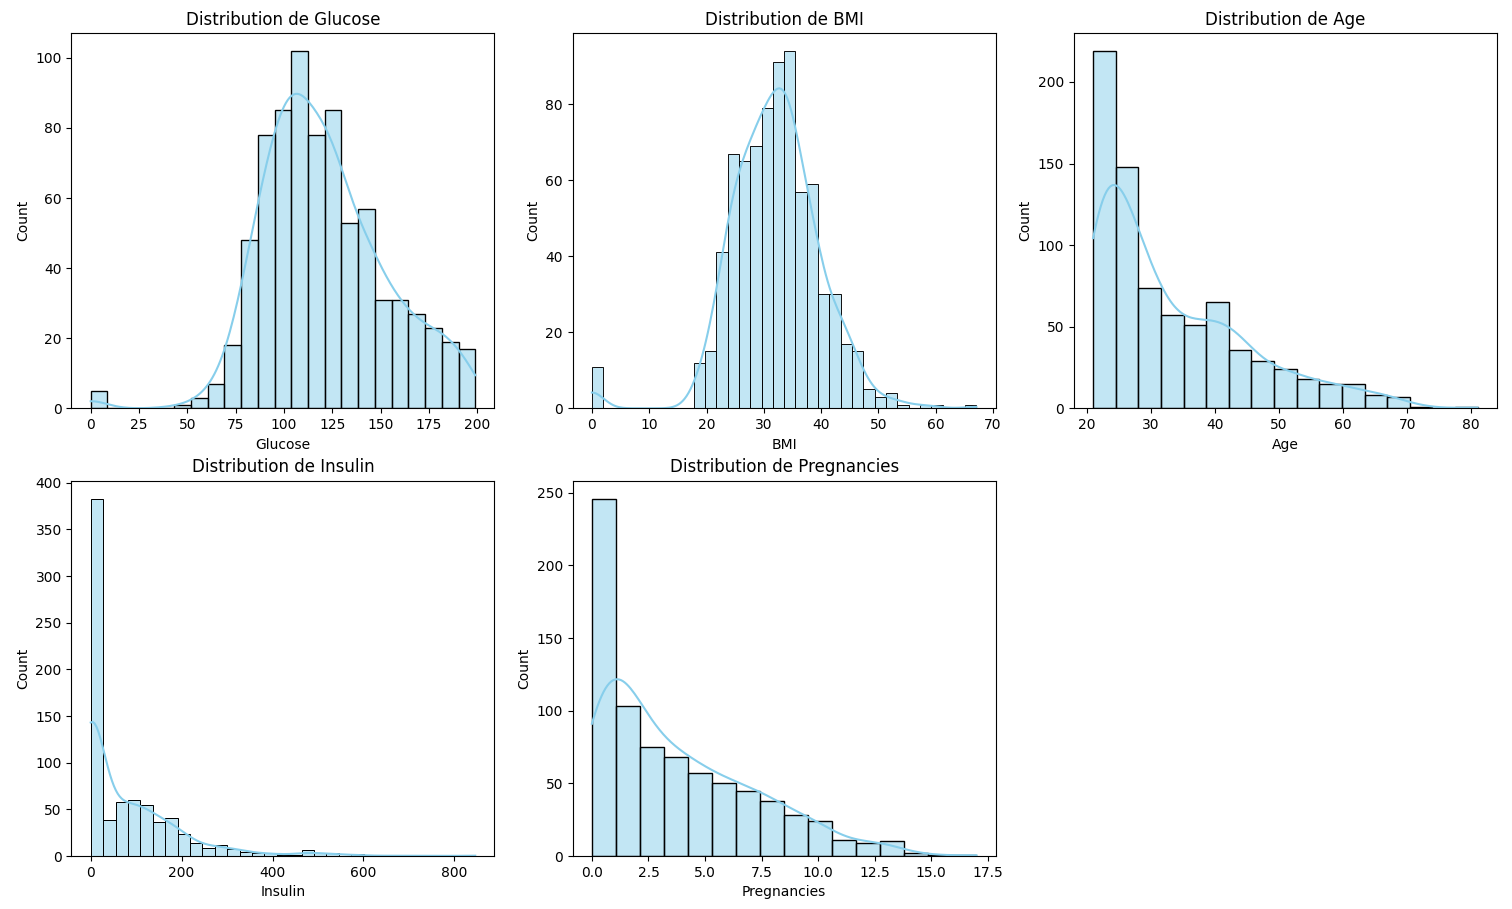 Distribution de Glucose
Count
0
20
40
60
80
100
0 25 50 75 100 125 150 175 200
Glucose
Distribution de BMI
Count
0
20
40
60
80
0 10 20 30 40 50 60 70
BMI
Distribution de Age
Count
0
50
100
150
200
20 30 40 50 60 70 80
Age
Distribution de Insulin
Count
0
50
100
150
200
250
300
350
400
0 200 400 600 800
Insulin
Distribution de Pregnancies
Count
0
50
100
150
200
250
0.0 2.5 5.0 7.5 10.0 12.5 15.0 17.5
Pregnancies